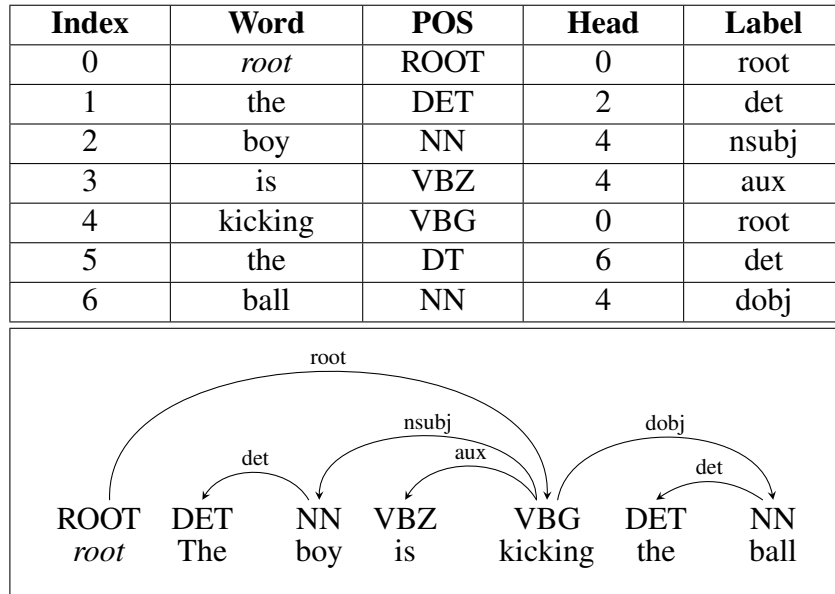 Index Word POS Head Label
0 root ROOT 0 root
1 the DET 2 det
2 boy NN 4 nsubj
3 is VBZ 4 aux
4 kicking VBG 0 root
5 the DT 6 det
6 ball NN 4 dobj
root
nsubj dobj
det aux det
ROOT DET NN VBZ VBG DET NN
root The boy is kicking the ball